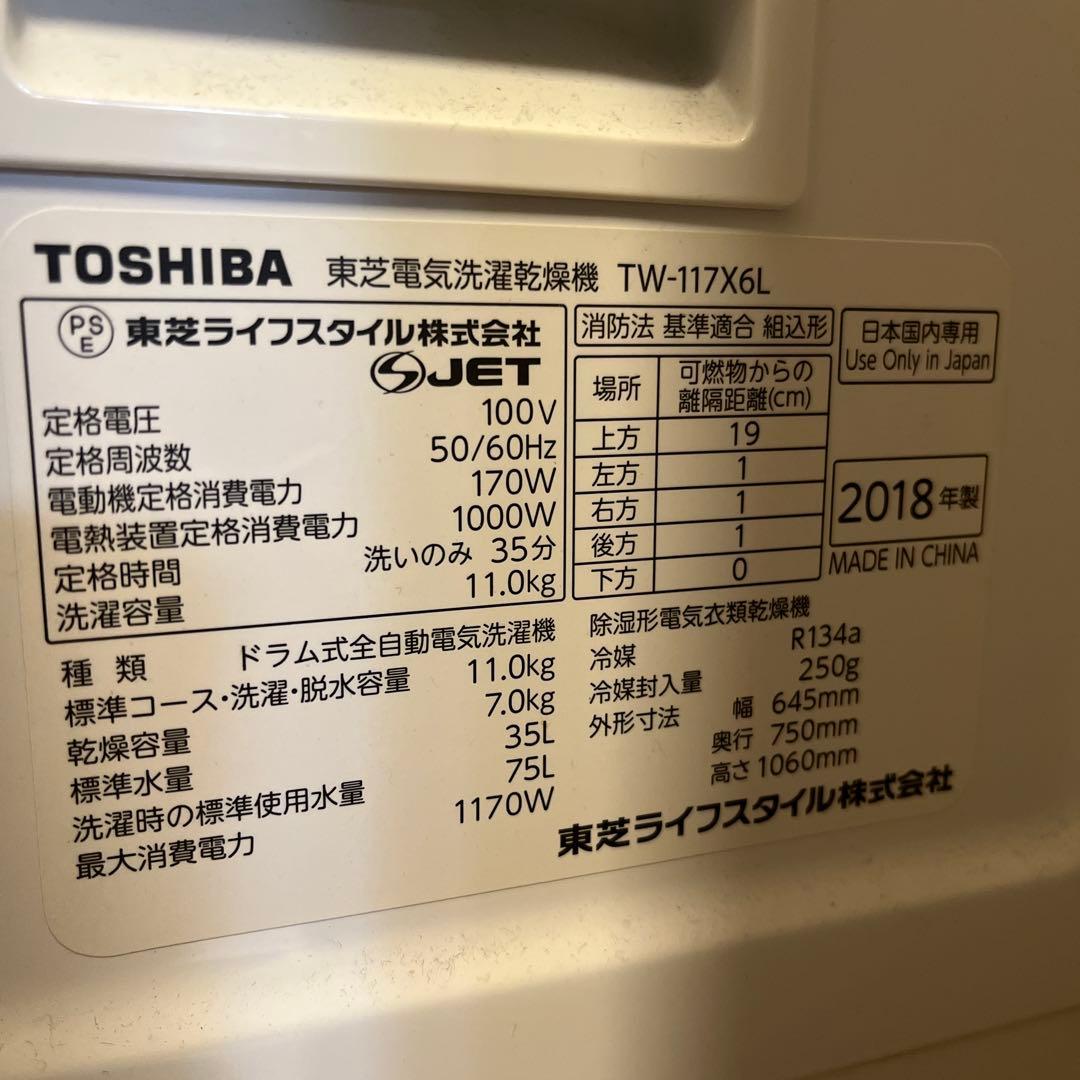 TOSHIBA 東芝電気洗濯乾燥機 TW-117X6L
PSE 東芝ライフスタイル株式会社
S JET
定格電圧 100V
定格周波数 50/60Hz
電動機定格消費電力 170W
電熱装置定格消費電力 1000W
定格時間 洗いのみ 35分
洗濯容量 11.0kg
消防法 基準適合 組込形
場所 可燃物からの離隔距離(cm)
上方 19
左方 1
右方 1
後方 1
下方 0
日本国内専用
Use Only in Japan
2018年製
MADE IN CHINA
種類 ドラム式全自動電気洗濯機
標準コース・洗濯・脱水容量 11.0kg
乾燥容量 7.0kg
標準水量 35L
洗濯時の標準使用水量 75L
最大消費電力 1170W
除湿形電気衣類乾燥機
冷媒 R134a
冷媒封入量 250g
外形寸法 幅 645mm
奥行 750mm
高さ 1060mm
東芝ライフスタイル株式会社